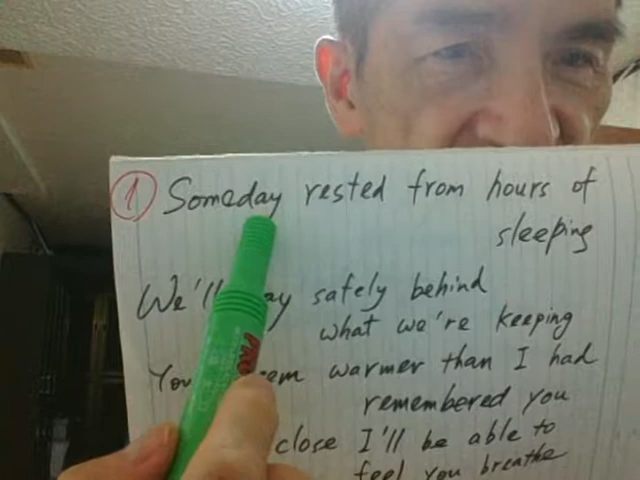 1 Someday rested from hours of
sleeping
We'll safely behind
what we're keeping
warmer than I had
remembered you
close I'll be able to
feel you breathe